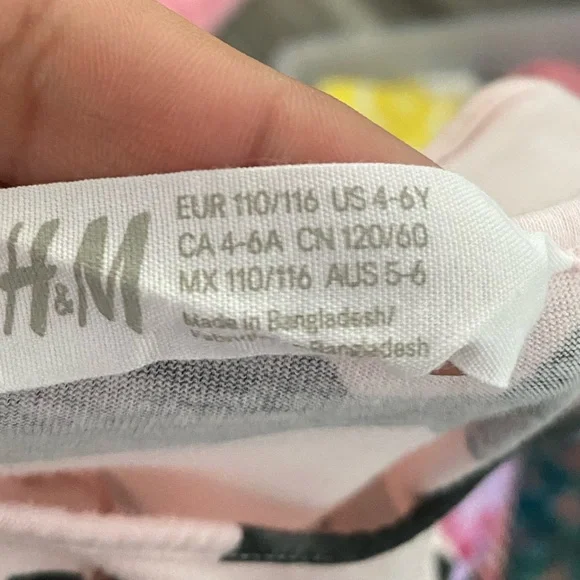 H&M
EUR 110/116 US 4-6Y
CA 4-6A CN 120/60
MX 110/116 AUS 5-6
Made in Bangladesh/
Bangladesh